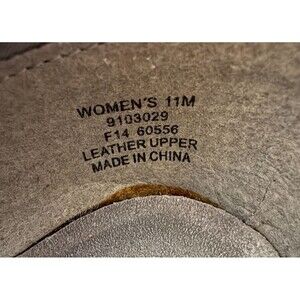 WOMEN'S 11M
9103029
F14 60556
LEATHER UPPER
MADE IN CHINA